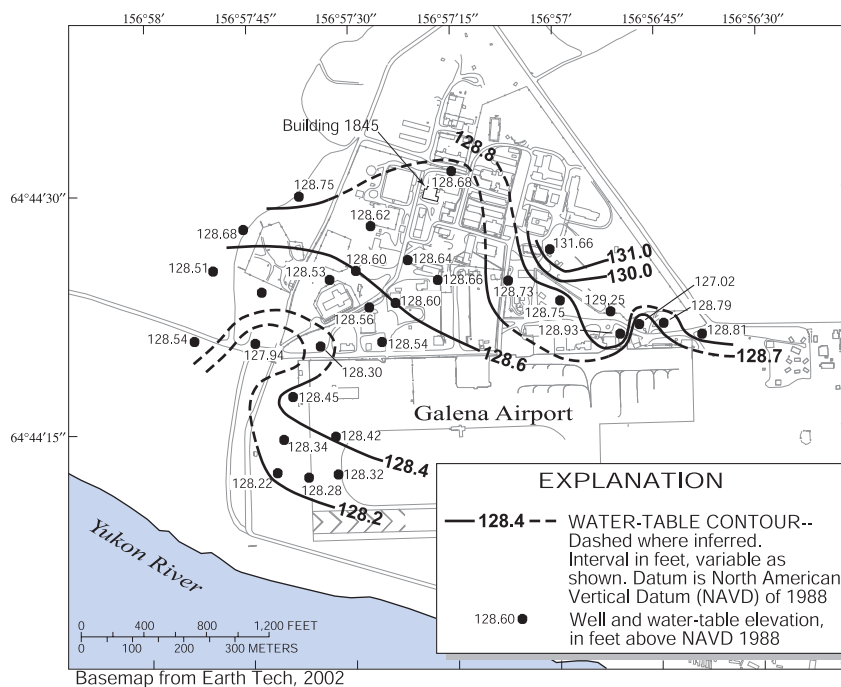 156°58' 156°57'45" 156°57'30" 156°57'15" 156°57' 156°56'45" 156°56'30"
Building 1845
128.8
128.68
64°44'30"
128.75
128.62
128.68
131.66
131.0
130.0
128.51
128.60
128.64
127.02
128.53
128.66
128.73
129.25
128.79
128.60
128.75
128.56
128.93
128.81
128.54
128.54
127.94
128.30
128.6
128.7
128.45
Galena Airport
64°44'15"
128.42
128.34
128.4
128.22
128.32
128.28
128.2
Yukon River
EXPLANATION
128.4
WATER-TABLE CONTOUR--
Dashed where inferred.
Interval in feet, variable as
shown. Datum is North American
Vertical Datum (NAVD) of 1988
128.60
Well and water-table elevation,
in feet above NAVD 1988
0 400 800 1,200 FEET
0 100 200 300 METERS
Basemap from Earth Tech, 2002